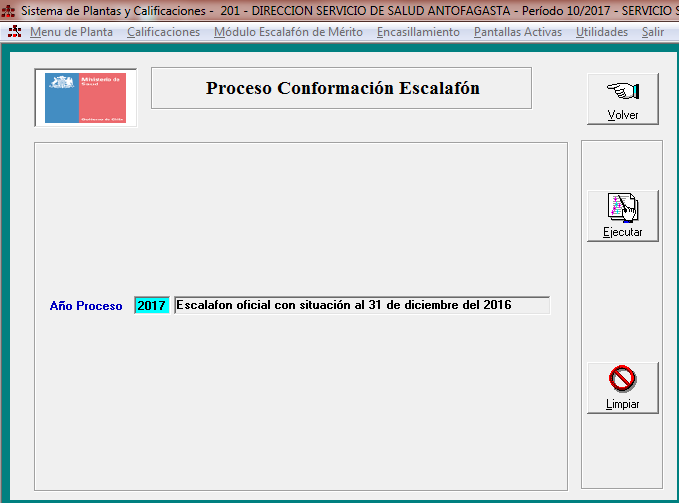 Sistema de Plantas y Calificaciones - 201 - DIRECCION SERVICIO DE SALUD ANTOFAGASTA - Período 10/2017 - SERVICIO S
Menu de Planta Calificaciones Módulo Escalafón de Mérito Encasillamiento Pantallas Activas Utilidades Salir
Ministerio de
Salud
Gobierno de Chile
Proceso Conformación Escalafón
Volver
Ejecutar
Año Proceso 2017 Escalafon oficial con situación al 31 de diciembre del 2016
Limpiar